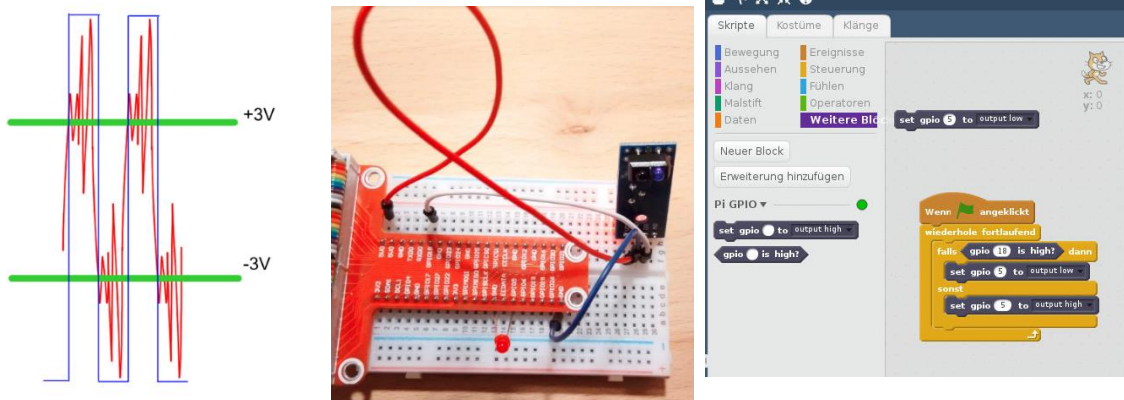 +3V
-3V
Skripte
Kostüme
Klänge
Bewegung
Ereignisse
Aussehen
Steuerung
Klang
Fühlen
Malstift
Operatoren
Daten
Weitere
Neuer Block
Erweiterung hinzufügen
Pi GPIO
set gpio to output high
gpio is high?
x: 0
y: 0
set gpio 5 to output low
Wenn angeklickt
wiederhole fortlaufend
falls gpio 18 is high? dann
set gpio 5 to output low
sonst
set gpio 5 to output high